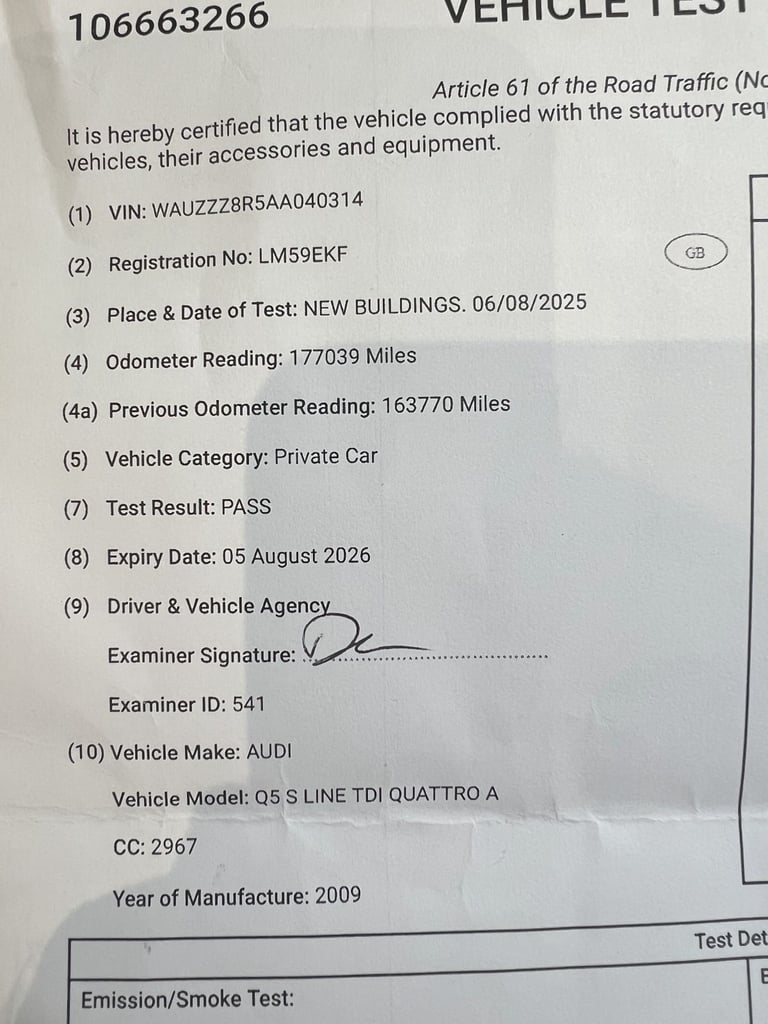 106663266
VEHICLE TEST
Article 61 of the Road Traffic
It is hereby certified that the vehicle complied with the statutory
vehicles, their accessories and equipment.
(1) VIN: WAUZZZ8R5AA040314
(2) Registration No: LM59EKF
GB
(3) Place & Date of Test: NEW BUILDINGS. 06/08/2025
(4) Odometer Reading: 177039 Miles
(4a) Previous Odometer Reading: 163770 Miles
(5) Vehicle Category: Private Car
(7) Test Result: PASS
(8) Expiry Date: 05 August 2026
(9) Driver & Vehicle Agency
Examiner Signature:
Examiner ID: 541
(10) Vehicle Make: AUDI
Vehicle Model: Q5 S LINE TDI QUATTRO A
CC: 2967
Year of Manufacture: 2009
Test
Emission/Smoke Test: